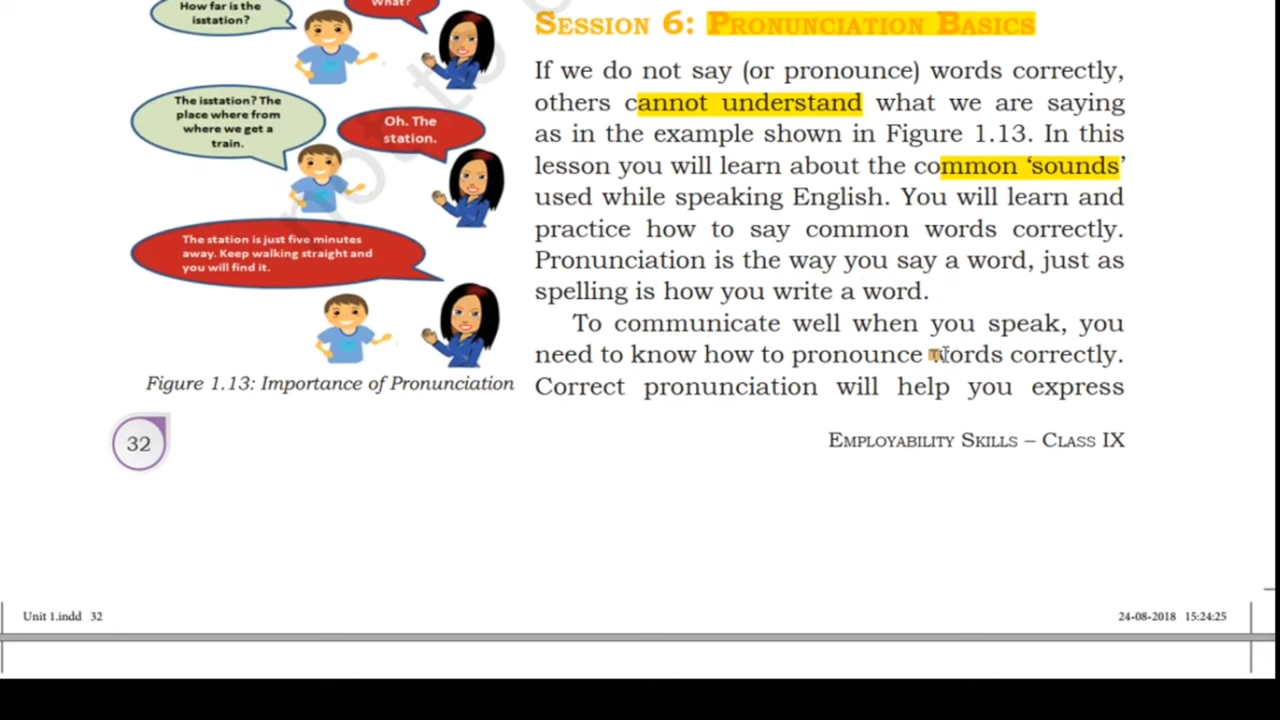 How far is the
isstation?
What?
The isstation? The
place where from
where we get a
train.
Oh. The
station.
The station is just five minutes
away. Keep walking straight and
you will find it.
Figure 1.13: Importance of Pronunciation
32
SESSION 6: PRONUNCIATION BASICS
If we do not say (or pronounce) words correctly,
others cannot understand what we are saying
as in the example shown in Figure 1.13. In this
lesson you will learn about the common ‘sounds’
used while speaking English. You will learn and
practice how to say common words correctly.
Pronunciation is the way you say a word, just as
spelling is how you write a word.
To communicate well when you speak, you
need to know how to pronounce words correctly.
Correct pronunciation will help you express
EMPLOYABILITY SKILLS – CLASS IX
Unit 1.indd 32
24-08-2018 15:24:25